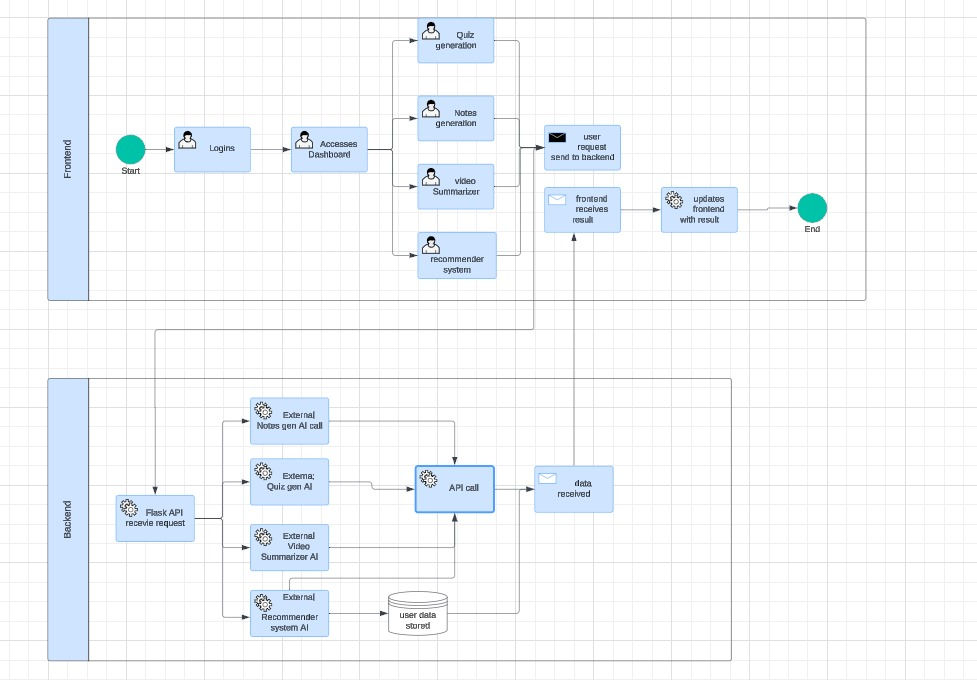 Frontend
Start
Logins
Accesses
Dashboard
Quiz
generation
Notes
generation
video
Summarizer
recommender
system
user
request
send to backend
frontend
receives
result
updates
frontend
with result
End
Backend
Flask API
recevie request
External
Notes gen AI call
Externa;
Quiz gen AI
External
Video
Summarizer AI
External
Recommender
system AI
API call
user data
stored
data
received